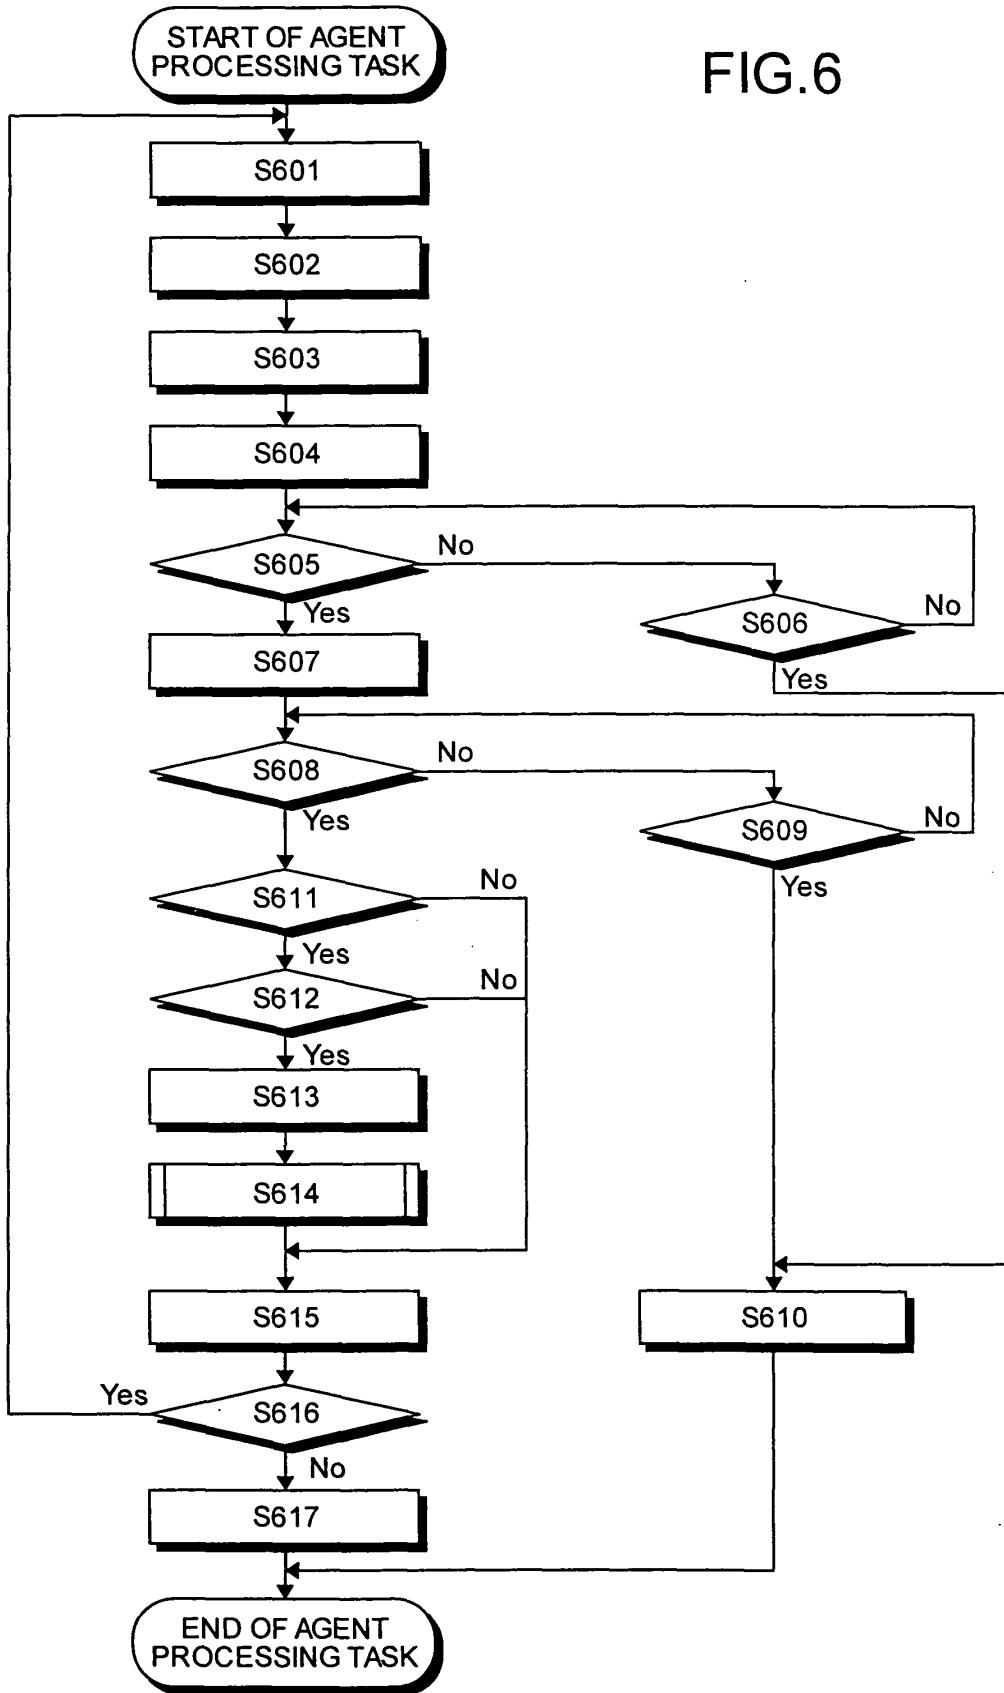 START OF AGENT
PROCESSING TASK
FIG.6
S601
S602
S603
S604
S605
No
Yes
S606
No
Yes
S607
S608
No
Yes
S609
No
Yes
S611
No
Yes
S612
No
Yes
S613
S614
S615
S610
Yes
S616
No
S617
END OF AGENT
PROCESSING TASK